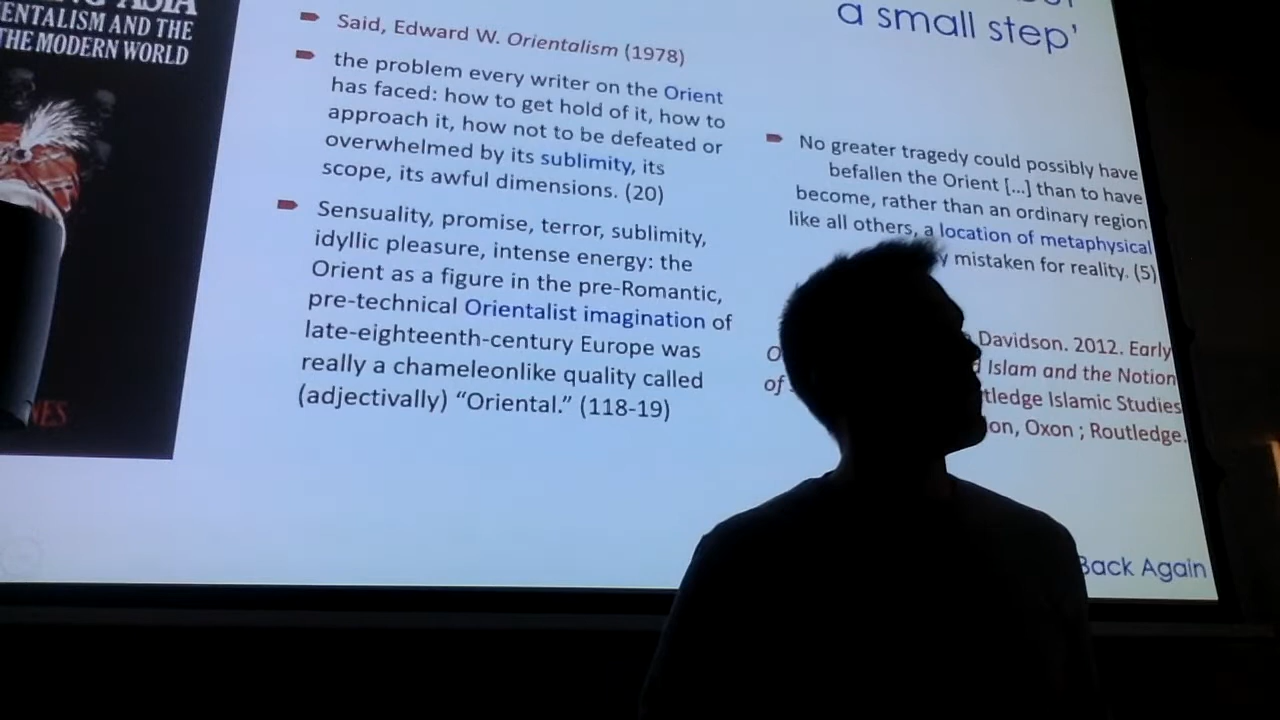 ASIA
ENTALISM AND THE
THE MODERN WORLD
NES
Said, Edward W. Orientalism (1978)
the problem every writer on the Orient
has faced: how to get hold of it, how to
approach it, how not to be defeated or
overwhelmed by its sublimity, its
scope, its awful dimensions. (20)
Sensuality, promise, terror, sublimity,
idyllic pleasure, intense energy: the
Orient as a figure in the pre-Romantic,
pre-technical Orientalist imagination of
late-eighteenth-century Europe was
really a chameleonlike quality called
(adjectivally) “Oriental.” (118-19)
a small step'
No greater tragedy could possibly have
befallen the Orient [...] than to have
become, rather than an ordinary region
like all others, a location of metaphysical
y mistaken for reality. (5)
O Davidson. 2012. Early
of Islam and the Notion
tledge Islamic Studies
on, Oxon ; Routledge.
Back Again